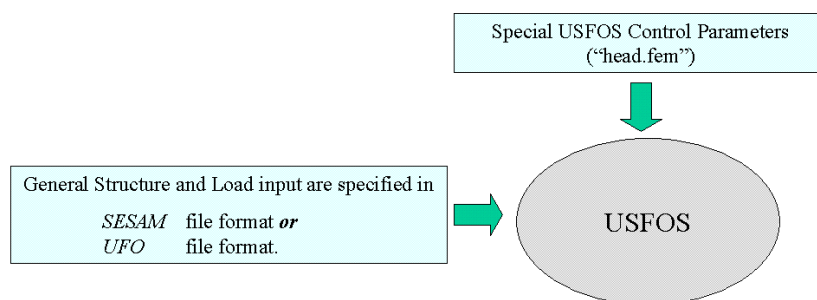 Special USFOS Control Parameters
(“head.fem”)
General Structure and Load input are specified in
SESAM file format or
UFO file format.
USFOS